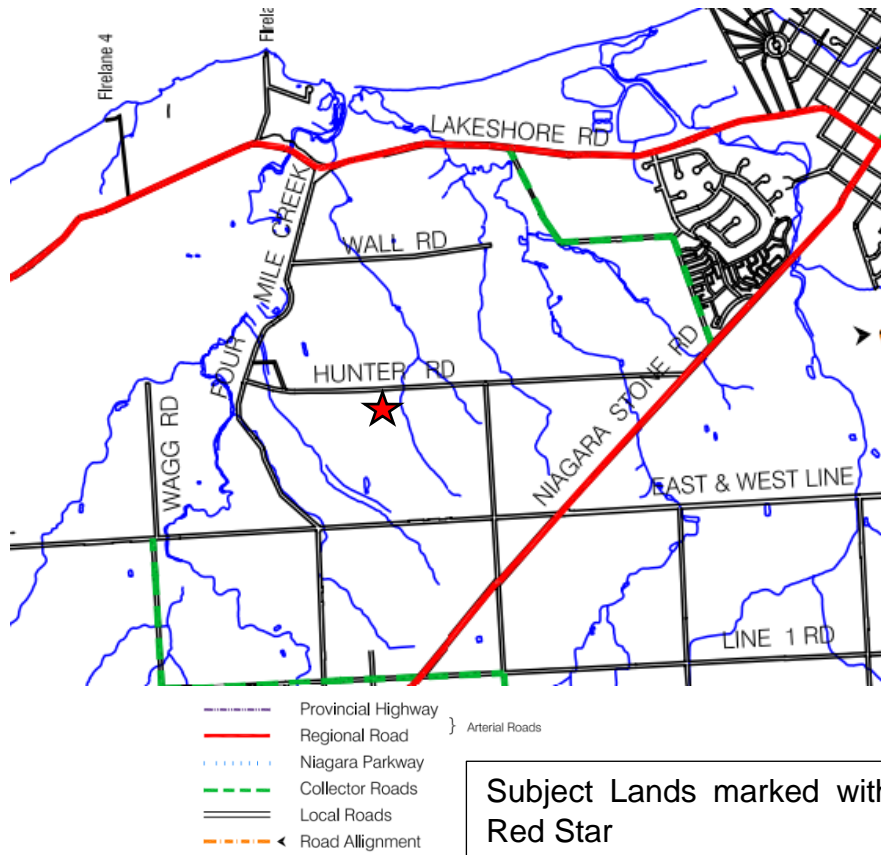 FIrelane 4
FIrela
LAKESHORE RD
FOUR MILE CREEK
WALL RD
HUNTER RD
WAGG RD
NIAGARA STONE RD
EAST & WEST LINE
LINE 1 RD
Provincial Highway
Regional Road
} Arterial Roads
Niagara Parkway
Collector Roads
Local Roads
Road Allignment
Subject Lands marked with
Red Star